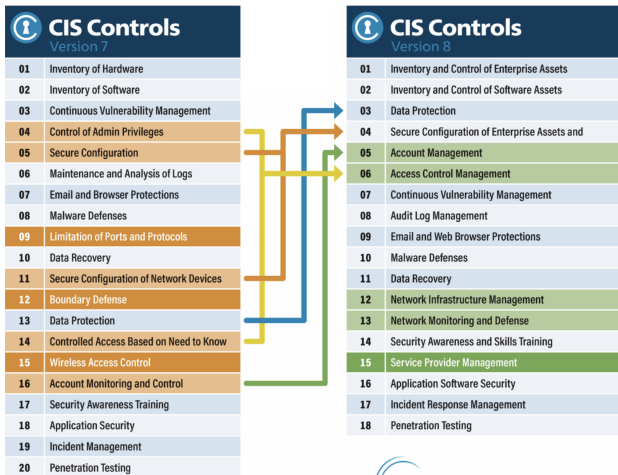 CIS Controls
Version 7
01 Inventory of Hardware
02 Inventory of Software
03 Continuous Vulnerability Management
04 Control of Admin Privileges
05 Secure Configuration
06 Maintenance and Analysis of Logs
07 Email and Browser Protections
08 Malware Defenses
09 Limitation of Ports and Protocols
10 Data Recovery
11 Secure Configuration of Network Devices
12 Boundary Defense
13 Data Protection
14 Controlled Access Based on Need to Know
15 Wireless Access Control
16 Account Monitoring and Control
17 Security Awareness Training
18 Application Security
19 Incident Management
20 Penetration Testing
CIS Controls
Version 8
01 Inventory and Control of Enterprise Assets
02 Inventory and Control of Software Assets
03 Data Protection
04 Secure Configuration of Enterprise Assets and
05 Account Management
06 Access Control Management
07 Continuous Vulnerability Management
08 Audit Log Management
09 Email and Web Browser Protections
10 Malware Defenses
11 Data Recovery
12 Network Infrastructure Management
13 Network Monitoring and Defense
14 Security Awareness and Skills Training
15 Service Provider Management
16 Application Software Security
17 Incident Response Management
18 Penetration Testing